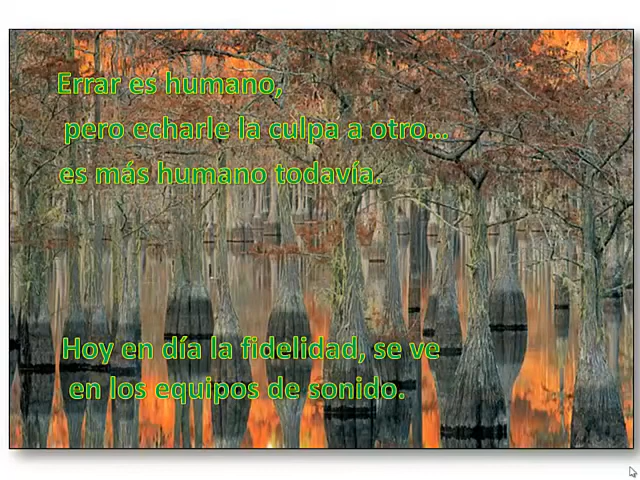 Errar es humano,
pero echarle la culpa a otro...
es más humano todavía.
Hoy en día la fidelidad, se ve
en los equipos de sonido.